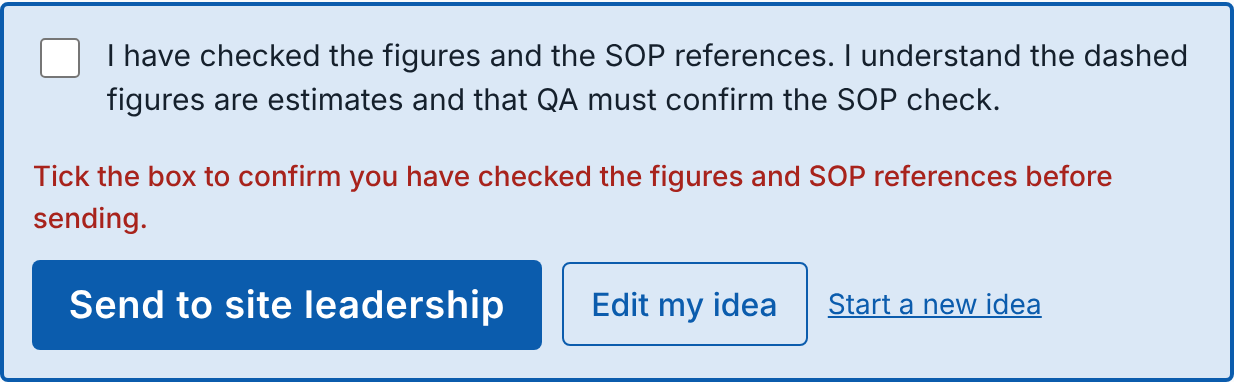 I have checked the figures and the SOP references. I understand the dashed
figures are estimates and that QA must confirm the SOP check.
Tick the box to confirm you have checked the figures and SOP references before
sending.
Send to site leadership
Edit my idea
Start a new idea